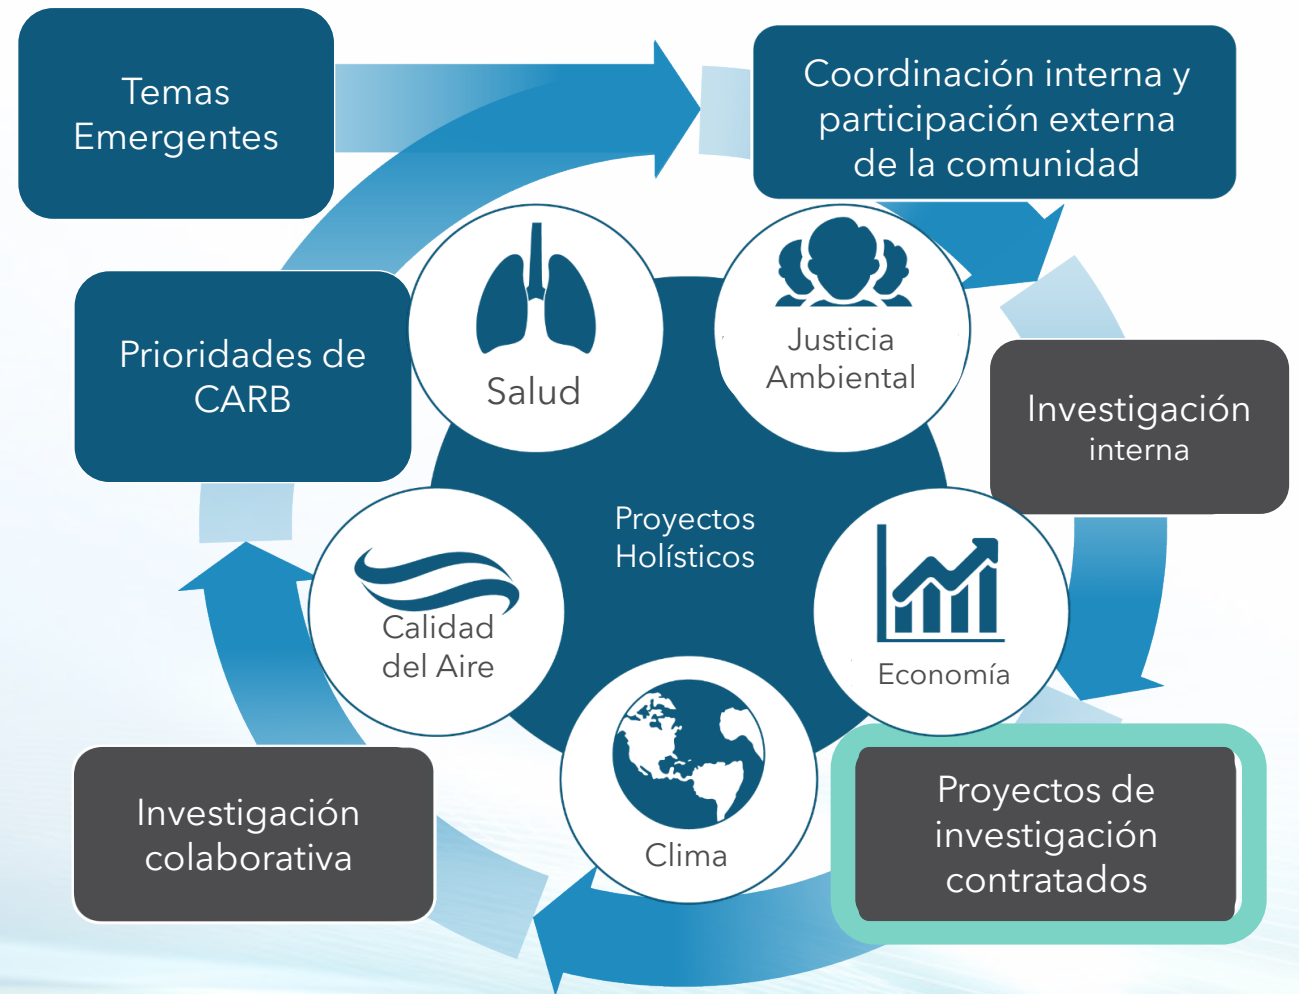 Temas
Emergentes
Coordinación interna y
participación externa
de la comunidad
Prioridades de
CARB
Salud
Justicia
Ambiental
Investigación
interna
Proyectos
Holísticos
Calidad
del Aire
Economía
Clima
Investigación
colaborativa
Proyectos de
investigación
contratados